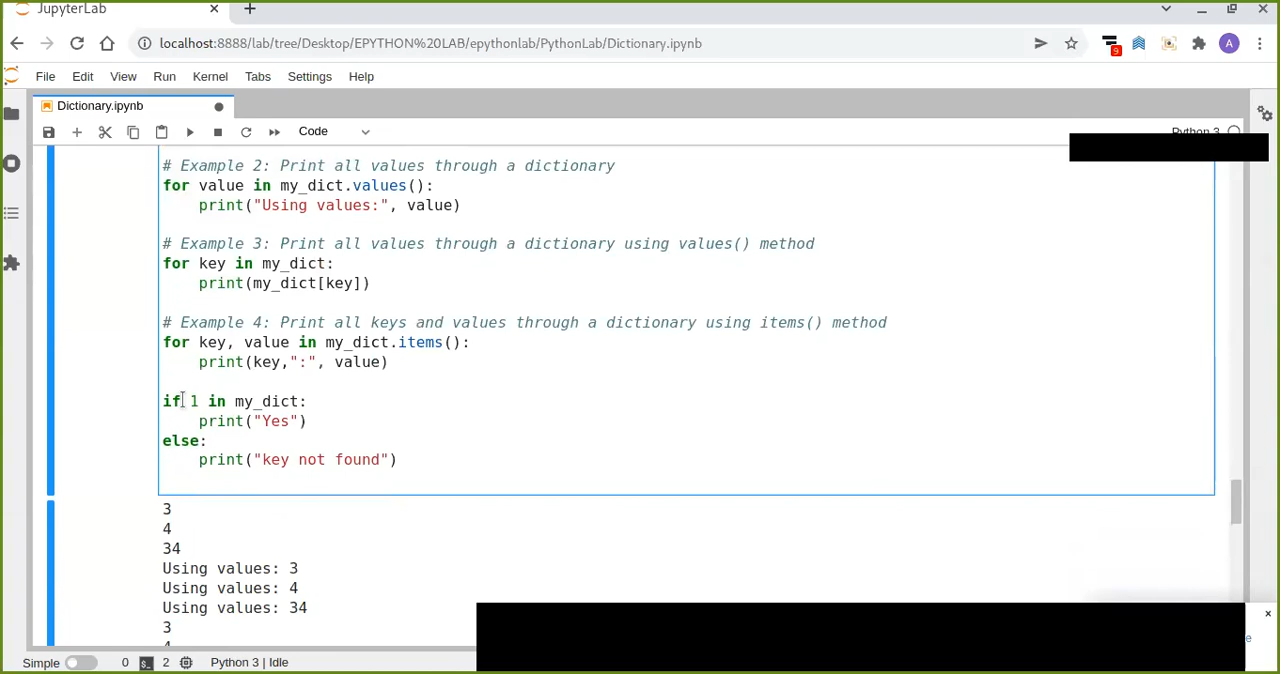 JupyterLab
localhost:8888/lab/tree/Desktop/EPYTHON%20LAB/epythonlab/PythonLab/Dictionary.ipynb
9
A
File Edit View Run Kernel Tabs Settings Help
Dictionary.ipynb
Code
Python 3
# Example 2: Print all values through a dictionary
for value in my_dict.values():
    print("Using values:", value)
# Example 3: Print all values through a dictionary using values() method
for key in my_dict:
    print(my_dict[key])
# Example 4: Print all keys and values through a dictionary using items() method
for key, value in my_dict.items():
    print(key,":", value)
if 1 in my_dict:
    print("Yes")
else:
    print("key not found")
3
4
34
Using values: 3
Using values: 4
Using values: 34
3
4
Simple 0 $_ 2 Python 3 | Idle